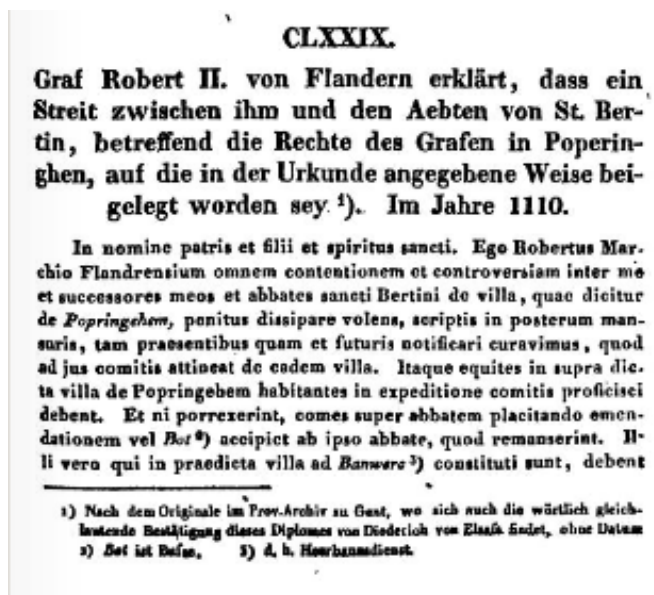 CLXXIX.
Graf Robert II. von Flandern erklärt, dass ein
Streit zwischen ihm und den Aebten von St. Ber-
tin, betreffend die Rechte des Grafen in Poperin-
ghen, auf die in der Urkunde angegebene Weise bei-
gelegt worden sey ¹). Im Jahre 1110.
In nomine patris et filii et spiritus sancti. Ego Robertus Mar-
chio Flandrensium omnem contentionem et controversiam inter me
et successores meos et abbates sancti Bertini de villa, quae dicitur
de Popringehem, penitus dissipare volens, scriptis in posterum man-
suris, tam praesentibus quam et futuris notificari curavimus, quod
ad jus comitis attineat de eadem villa. Itaque equites in supra dic-
ta villa de Popringehem habitantes in expeditione comitis proficisci
debent. Et ni porrexerint, comes super abbatem placitando emen-
dationem vel Bot ²) accipiet ab ipso abbate, quod remanserint. Il-
li vero qui in praedicta villa ad Banwerc ³) constituti sunt, debent
1) Nach dem Originale im Prov.-Archiv zu Gent, wo sich auch die wörtlich gleich-
lautende Bestätigung dieses Diplomes von Diederich von Elsass findet, ohne Datum
2) Bot ist Busse. 3) d. h. Heerbannsdienst.